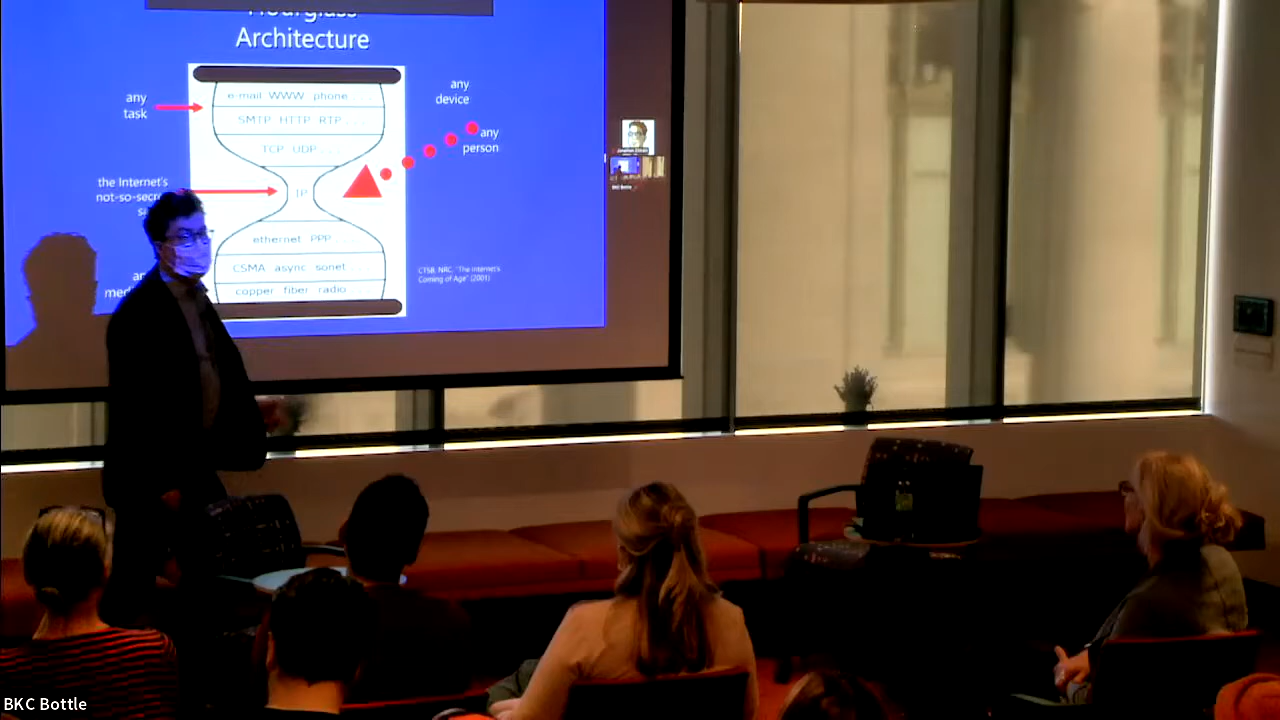 Hourglass
Architecture
any
task
any
device
any
person
e-mail WWW phone . . .
SMTP HTTP RTP . . .
TCP UDP . . .
the Internet's
not-so-secret
IP
ethernet PPP . . .
CSMA async sonet . . .
copper fiber radio . . .
CTSB, NRC, "The Internet's
Coming of Age" (2001)
BKC Bottle
BKC Bottle